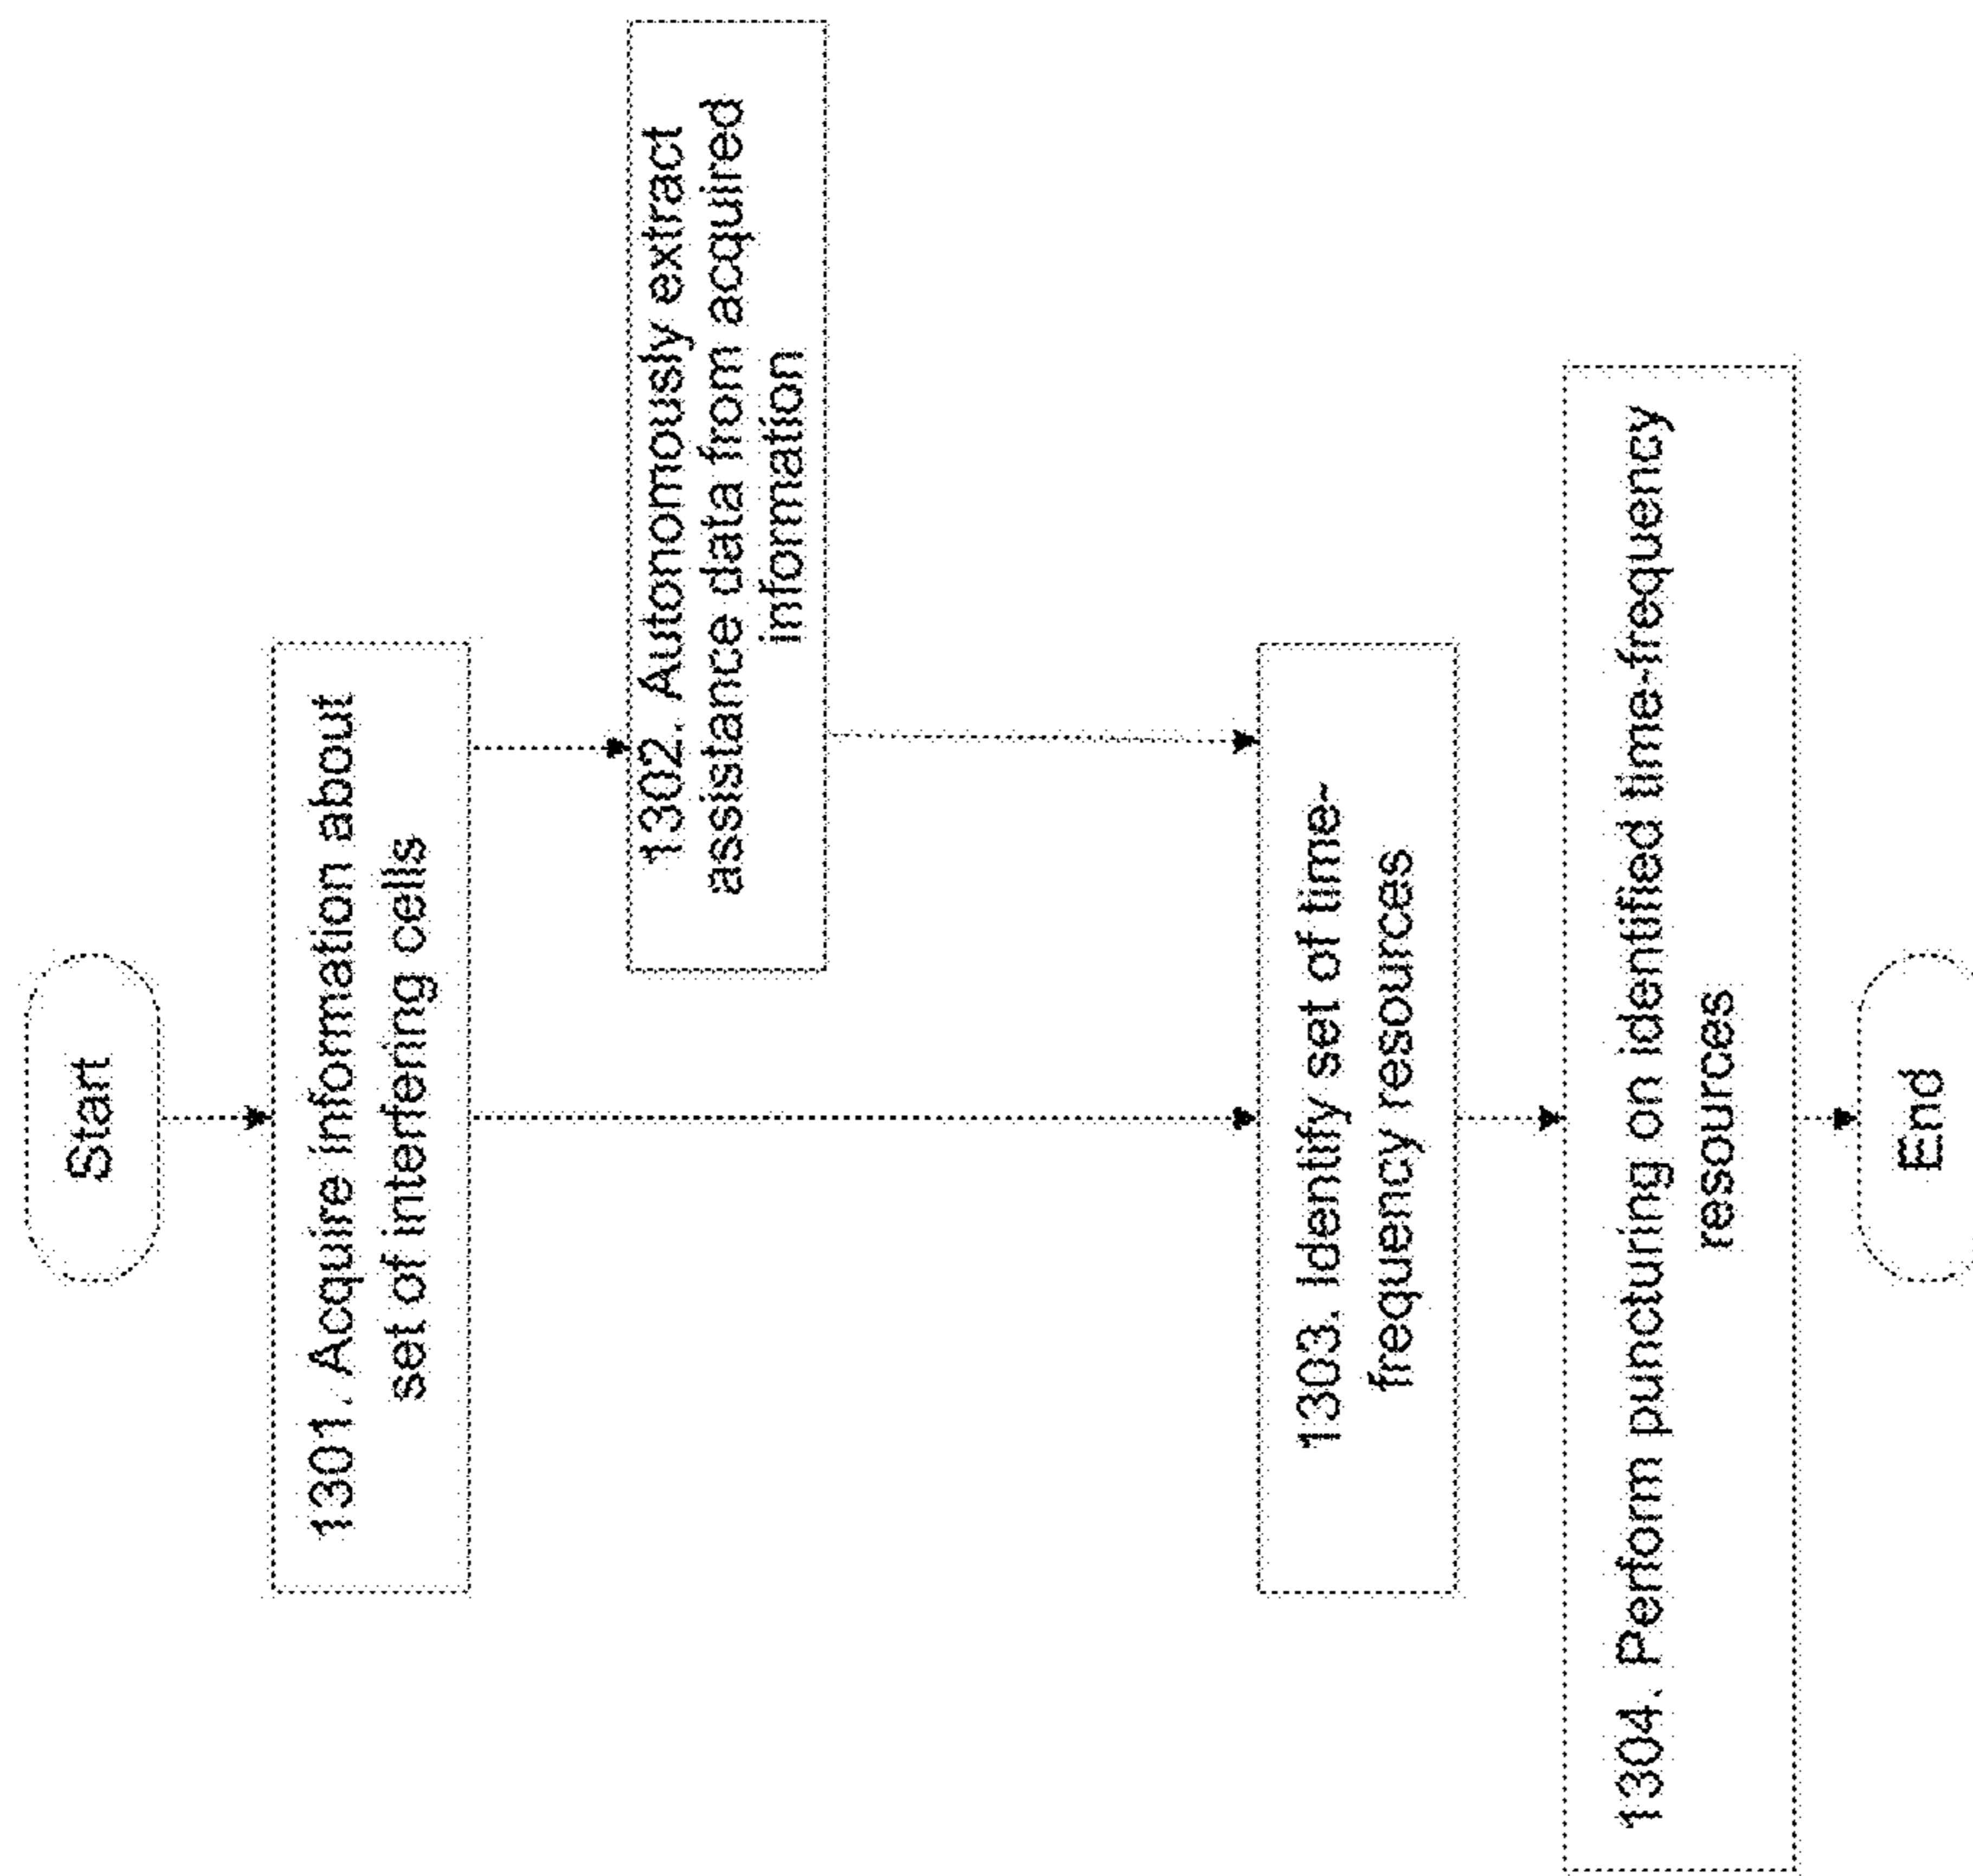 Start
1301. Acquire information about
set of interfering cells
1302. Autonomously extract
assistance data from acquired
information
1303. Identify set of time-
frequency resources
1304. Perform puncturing on identified time-frequency
resources
End